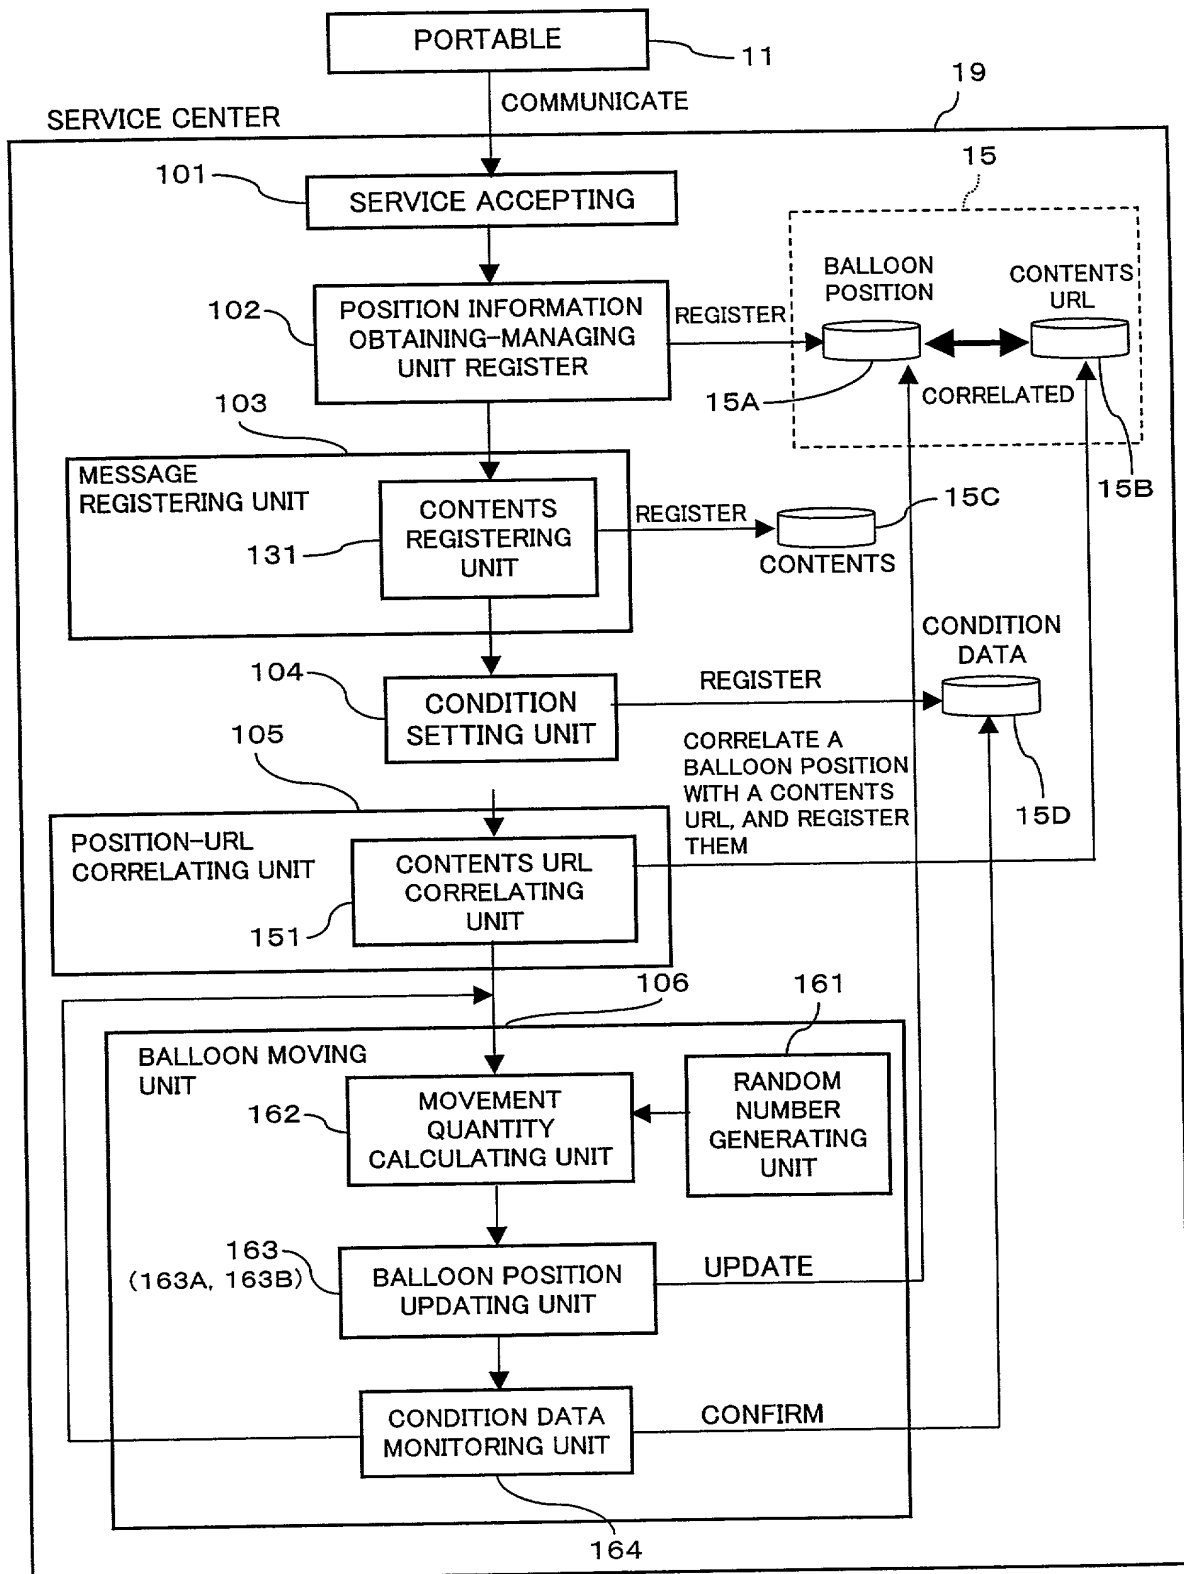 PORTABLE
11
COMMUNICATE
SERVICE CENTER
19
101
SERVICE ACCEPTING
15
BALLOON
POSITION
CONTENTS
URL
102
POSITION INFORMATION
OBTAINING-MANAGING
UNIT REGISTER
REGISTER
15A
CORRELATED
15B
103
MESSAGE
REGISTERING UNIT
CONTENTS
REGISTERING
UNIT
131
REGISTER
15C
CONTENTS
CONDITION
DATA
104
CONDITION
SETTING UNIT
REGISTER
15D
105
CORRELATE A
BALLOON POSITION
WITH A CONTENTS
URL, AND REGISTER
THEM
POSITION-URL
CORRELATING UNIT
CONTENTS URL
CORRELATING
UNIT
151
106
161
BALLOON MOVING
UNIT
162
MOVEMENT
QUANTITY
CALCULATING UNIT
RANDOM
NUMBER
GENERATING
UNIT
163
(163A, 163B)
BALLOON POSITION
UPDATING UNIT
UPDATE
CONDITION DATA
MONITORING UNIT
CONFIRM
164